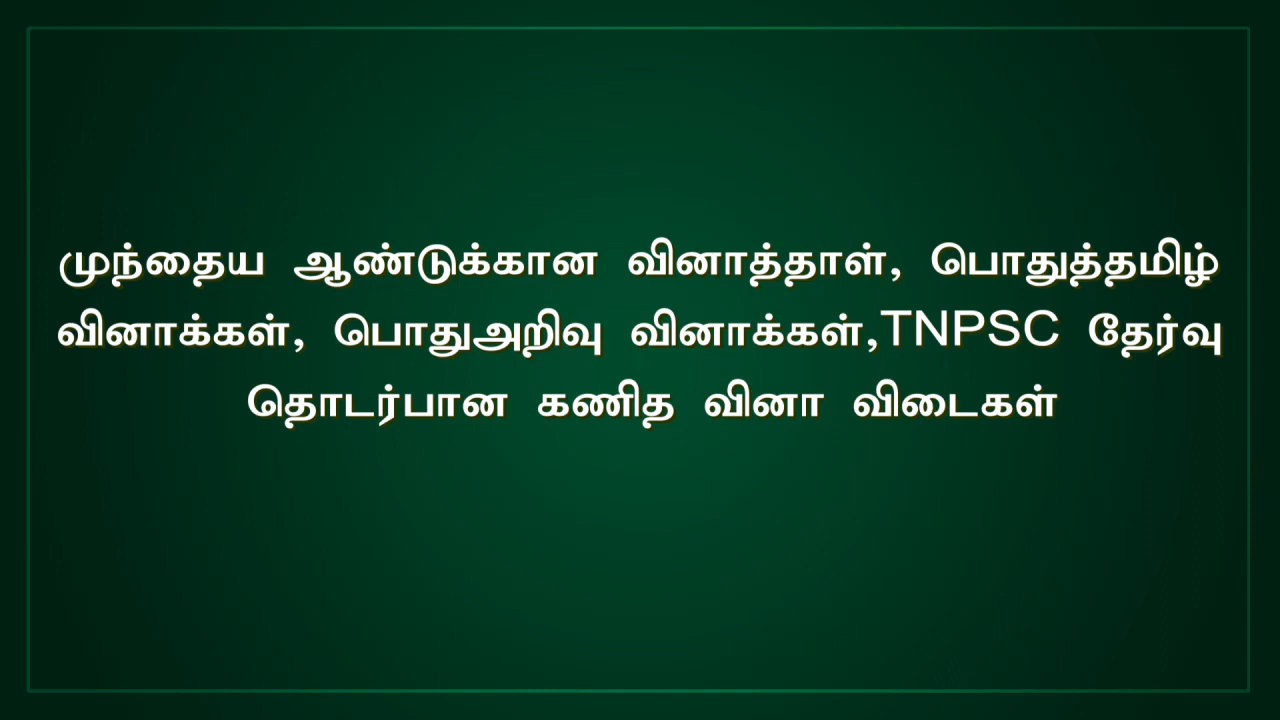 முந்தைய ஆண்டுக்கான வினாத்தாள், பொதுத்தமிழ்
வினாக்கள், பொதுஅறிவு வினாக்கள்,TNPSC தேர்வு
தொடர்பான கணித வினா விடைகள்